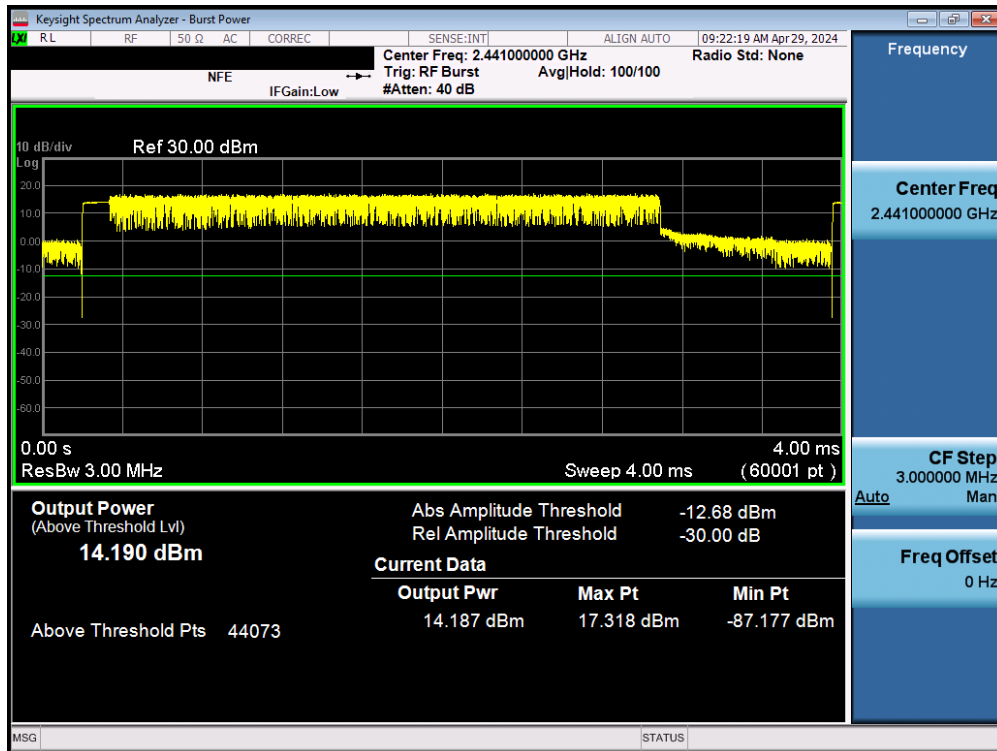 Keysight Spectrum Analyzer - Burst Power
LXI RL RF 50 Ω AC CORREC SENSE:INT ALIGN AUTO 09:22:19 AM Apr 29, 2024
Center Freq: 2.441000000 GHz Radio Std: None
NFE Trig: RF Burst Avg|Hold: 100/100
IFGain:Low #Atten: 40 dB
10 dB/div Ref 30.00 dBm
Log
20.0
10.0
0.00
-10.0
-20.0
-30.0
-40.0
-50.0
-60.0
0.00 s 4.00 ms
ResBw 3.00 MHz Sweep 4.00 ms (60001 pt)
Output Power
(Above Threshold Lvl)
14.190 dBm
Above Threshold Pts 44073
Abs Amplitude Threshold -12.68 dBm
Rel Amplitude Threshold -30.00 dB
Current Data
Output Pwr Max Pt Min Pt
14.187 dBm 17.318 dBm -87.177 dBm
Frequency
Center Freq
2.441000000 GHz
CF Step
3.000000 MHz
Auto Man
Freq Offset
0 Hz
MSG STATUS